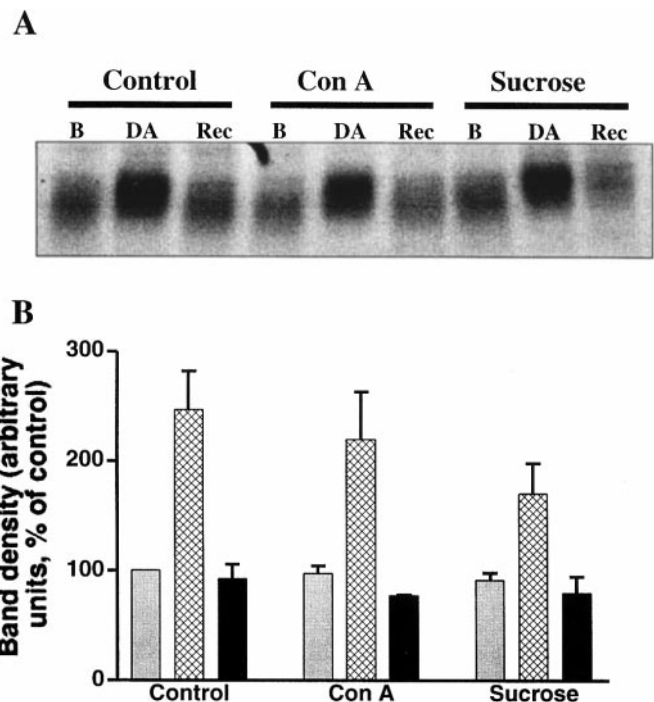 A
Control Con A Sucrose
B DA Rec B DA Rec B DA Rec
B
Band density (arbitrary
units, % of control)
300
200
100
0
Control Con A Sucrose